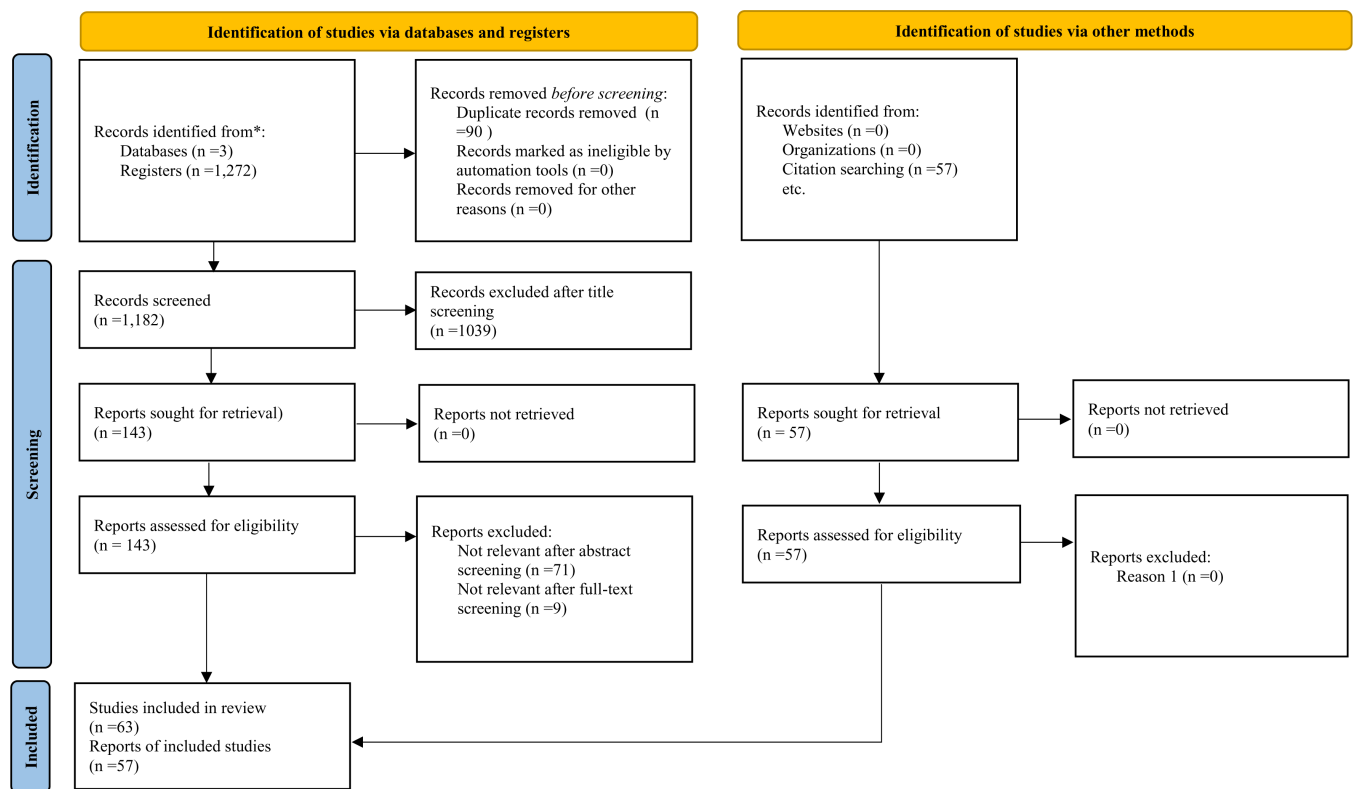 Identification of studies via databases and registers
Identification of studies via other methods
Identification
Records identified from*:
Databases (n =3)
Registers (n =1,272)
Records removed before screening:
Duplicate records removed (n
=90 )
Records marked as ineligible by
automation tools (n =0)
Records removed for other
reasons (n =0)
Records identified from:
Websites (n =0)
Organizations (n =0)
Citation searching (n =57)
etc.
Screening
Records screened
(n =1,182)
Records excluded after title
screening
(n =1039)
Reports sought for retrieval)
(n =143)
Reports not retrieved
(n =0)
Reports sought for retrieval
(n = 57)
Reports not retrieved
(n =0)
Reports assessed for eligibility
(n = 143)
Reports excluded:
Not relevant after abstract
screening (n =71)
Not relevant after full-text
screening (n =9)
Reports assessed for eligibility
(n =57)
Reports excluded:
Reason 1 (n =0)
Included
Studies included in review
(n =63)
Reports of included studies
(n =57)